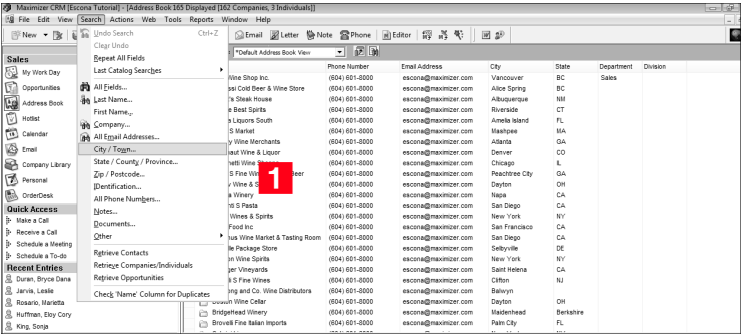 Maximizer CRM [Escona Tutorial] - [Address Book 165 Displayed [162 Companies, 3 Individuals]]
File Edit View Search Actions Web Tools Reports Window Help
New Email Letter Note Phone Editor
Undo Search Ctrl+Z
Clear Undo
Repeat All Fields
Last Catalog Searches
All Fields...
Last Name...
First Name...
Company...
All Email Addresses...
City / Town...
State / County / Province...
Zip / Postcode...
Identification...
All Phone Numbers...
Notes...
Documents...
Other
Retrieve Contacts
Retrieve Companies/Individuals
Retrieve Opportunities
Check 'Name' Column for Duplicates
Sales
My Work Day
Opportunities
Address Book
Hotlist
Calendar
Email
Company Library
Personal
OrderDesk
Quick Access
Make a Call
Receive a Call
Schedule a Meeting
Schedule a To-do
Recent Entries
Duran, Bryce Dana
Jarvis, Leslie
Rosario, Marietta
Huffman, Eloy Cory
King, Sonja
*Default Address Book View
Phone Number Email Address City State Department Division
Wine Shop Inc. (604) 601-8000 escona@maximizer.com Vancouver BC Sales
ssi Cold Beer & Wine Store (604) 601-8000 escona@maximizer.com Alice Spring BC
's Steak House (604) 601-8000 escona@maximizer.com Albuquerque NM
e Best Spirits (604) 601-8000 escona@maximizer.com Riverside CT
a Liquors South (604) 601-8000 escona@maximizer.com Amelia Island FL
S Market (604) 601-8000 escona@maximizer.com Mashpee MA
y Wine & Spirits (604) 601-8000 escona@maximizer.com Atlanta GA
aut Wine & Liquor (604) 601-8000 escona@maximizer.com Denver CO
hetti Wine Spirits (604) 601-8000 escona@maximizer.com Chicago IL
S Fine Wine Beer (604) 601-8000 escona@maximizer.com Peachtree City GA
v Wine & S (604) 601-8000 escona@maximizer.com Dayton OH
a Winery (604) 601-8000 escona@maximizer.com Napa CA
nti S Pasta (604) 601-8000 escona@maximizer.com San Diego CA
Wines & Spirits (604) 601-8000 escona@maximizer.com New York NY
Food Inc (604) 601-8000 escona@maximizer.com San Francisco CA
nus Wine Market & Tasting Room (604) 601-8000 escona@maximizer.com San Diego CA
lle Package Store (604) 601-8000 escona@maximizer.com Selbyville DE
on Wine Spirits (604) 601-8000 escona@maximizer.com New York NY
ger Vineyards (604) 601-8000 escona@maximizer.com Saint Helena CA
li S Fine Wines (604) 601-8000 escona@maximizer.com Clifton NJ
ong and Co. Wine Distributors (604) 601-8000 escona@maximizer.com Balwyn
Boston Wine Cellar (604) 601-8000 escona@maximizer.com Dayton OH
BridgeHead Winery (604) 601-8000 escona@maximizer.com Maidenhead Berkshire
Brovelli Fine Italian Imports (604) 601-8000 escona@maximizer.com Palm City FL
1